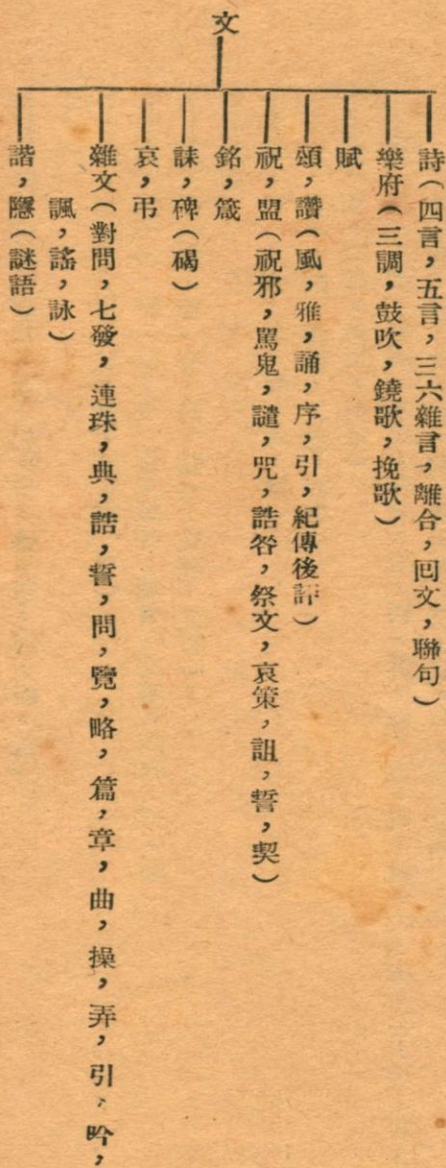 文
詩（四言，五言，三六雜言，離合，回文，聯句）
樂府（三調，鼓吹，鐃歌，挽歌）
賦
頌，讚（風，雅，誦，序，引，紀傳後評）
祝，盟（祝邪，罵鬼，譴，咒，誥咎，祭文，哀策，詛，誓，契）
銘，箴
誄，碑（碣）
哀，弔
雜文（對問，七發，連珠，典，誥，誓，問，覽，略，篇，章，曲，操，弄，引，吟，
諷，謠，詠）
諧，隱（謎語）